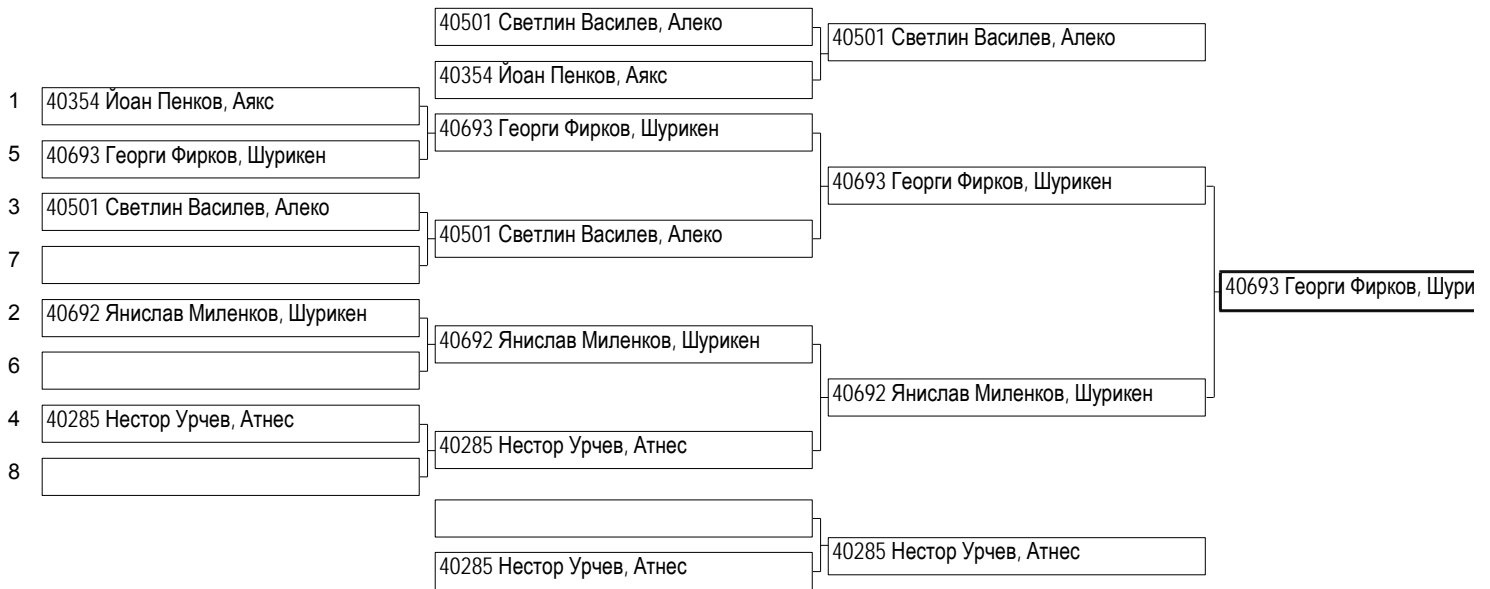 40501 Светлин Василев, Алеко
40501 Светлин Василев, Алеко
40354 Йоан Пенков, Аякс
1 40354 Йоан Пенков, Аякс
40693 Георги Фирков, Шурикен
5 40693 Георги Фирков, Шурикен
40693 Георги Фирков, Шурикен
3 40501 Светлин Василев, Алеко
40501 Светлин Василев, Алеко
7
40693 Георги Фирков, Шури
2 40692 Янислав Миленков, Шурикен
40692 Янислав Миленков, Шурикен
6
40692 Янислав Миленков, Шурикен
4 40285 Нестор Урчев, Атнес
40285 Нестор Урчев, Атнес
8
40285 Нестор Урчев, Атнес
40285 Нестор Урчев, Атнес